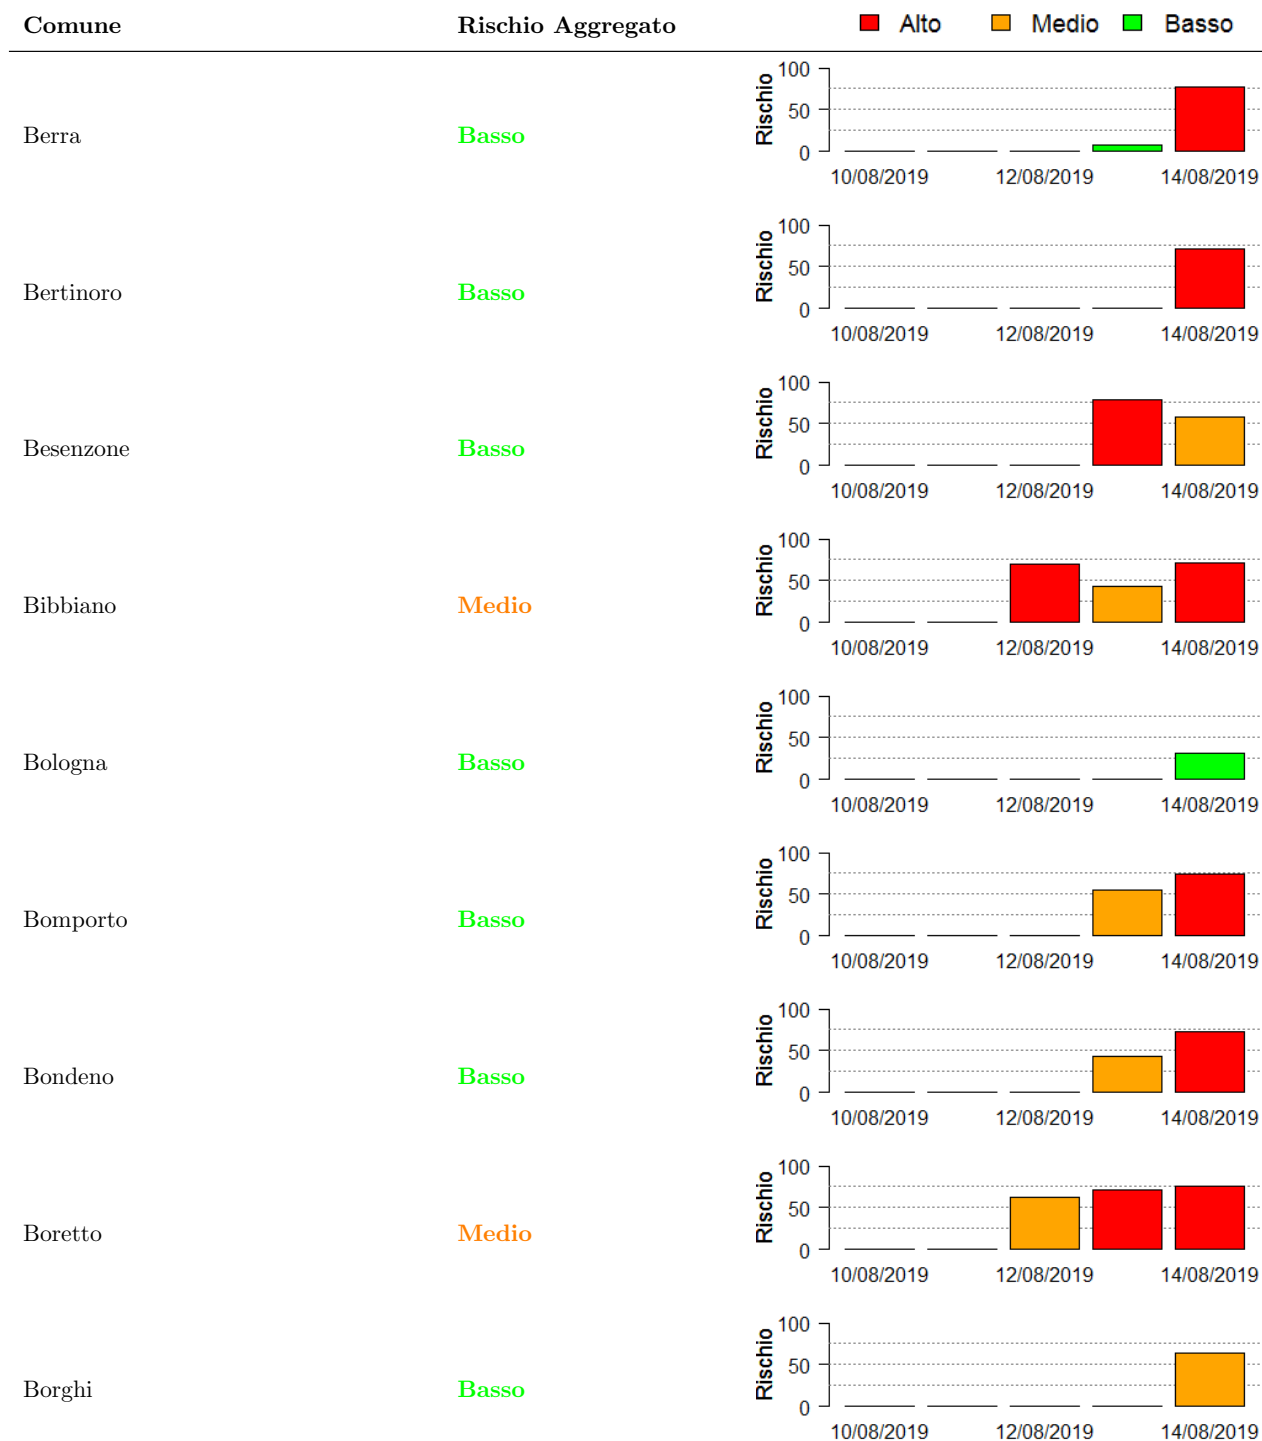 Comune Rischio Aggregato Alto Medio Basso
Berra Basso
Rischio
100
50
0
10/08/2019 12/08/2019 14/08/2019
Bertinoro Basso
Rischio
100
50
0
10/08/2019 12/08/2019 14/08/2019
Besenzone Basso
Rischio
100
50
0
10/08/2019 12/08/2019 14/08/2019
Bibbiano Medio
Rischio
100
50
0
10/08/2019 12/08/2019 14/08/2019
Bologna Basso
Rischio
100
50
0
10/08/2019 12/08/2019 14/08/2019
Bomporto Basso
Rischio
100
50
0
10/08/2019 12/08/2019 14/08/2019
Bondeno Basso
Rischio
100
50
0
10/08/2019 12/08/2019 14/08/2019
Boretto Medio
Rischio
100
50
0
10/08/2019 12/08/2019 14/08/2019
Borghi Basso
Rischio
100
50
0
10/08/2019 12/08/2019 14/08/2019